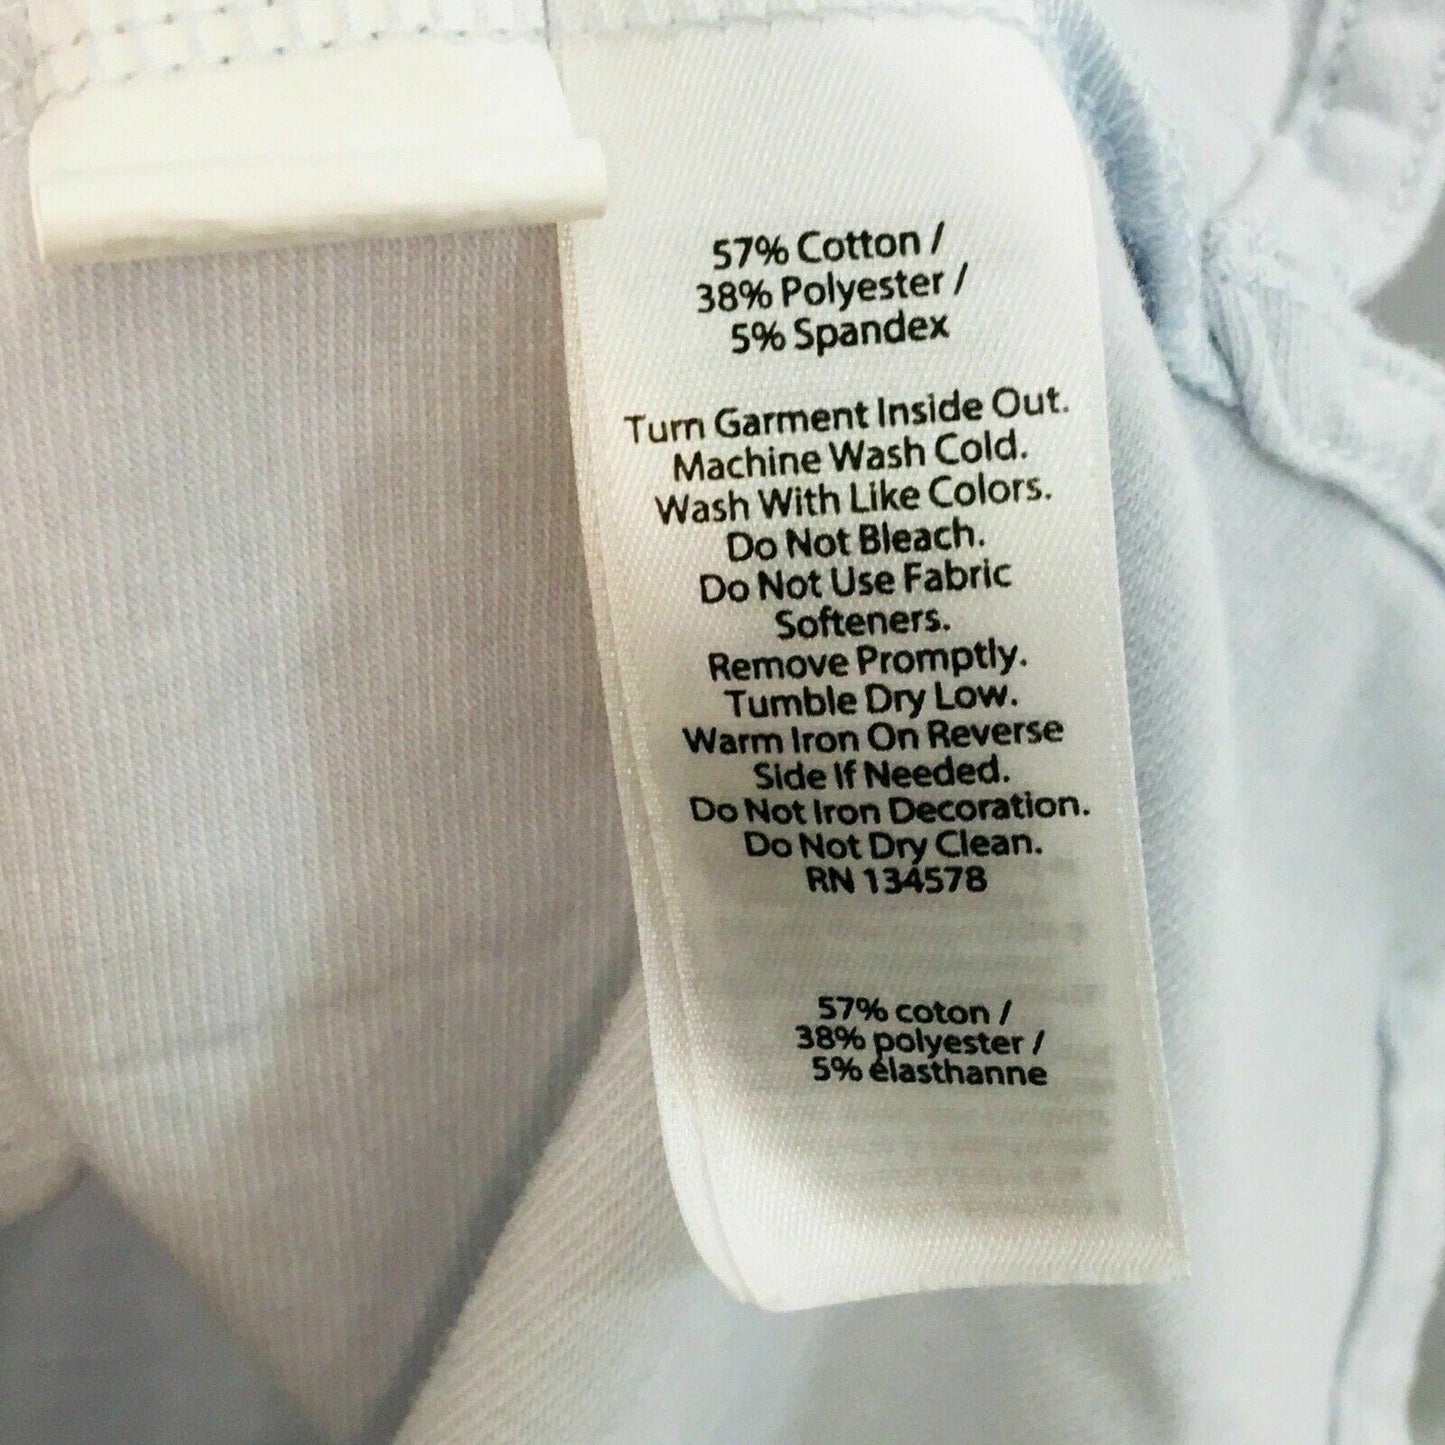 57% Cotton /
38% Polyester /
5% Spandex
Turn Garment Inside Out.
Machine Wash Cold.
Wash With Like Colors.
Do Not Bleach.
Do Not Use Fabric
Softeners.
Remove Promptly.
Tumble Dry Low.
Warm Iron On Reverse
Side If Needed.
Do Not Iron Decoration.
Do Not Dry Clean.
RN 134578
57% coton /
38% polyester /
5% élasthanne